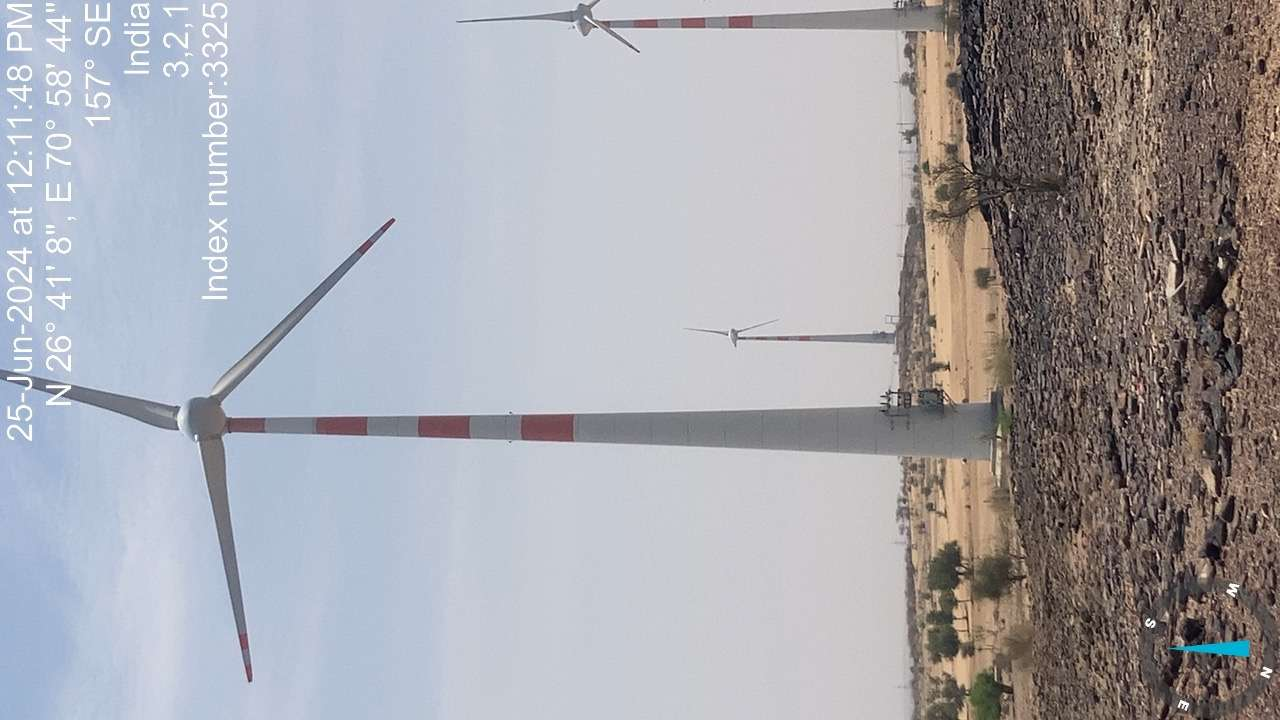 25-Jun-2024 at 12:11:48 PM
N 26° 41' 8", E 70° 58' 44"
157° SE
India
3,2,1
Index number:3325
S
W
E
N